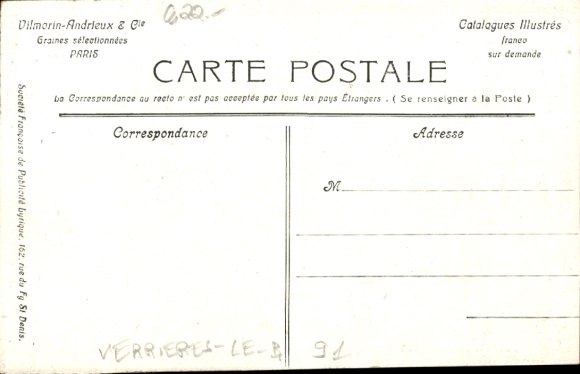 Vilmorin-Andrieux & Cie
Graines sélectionnées
PARIS
Catalogues Illustrés
franco
sur demande
CARTE POSTALE
La Correspondance au recto n'est pas acceptée par tous les pays Étrangers. (Se renseigner à la Poste)
Correspondance
Adresse
M
Société Française de Publicité Lyrique, 162, rue du Fg St Denis.
VERRIERES-LE-B 91